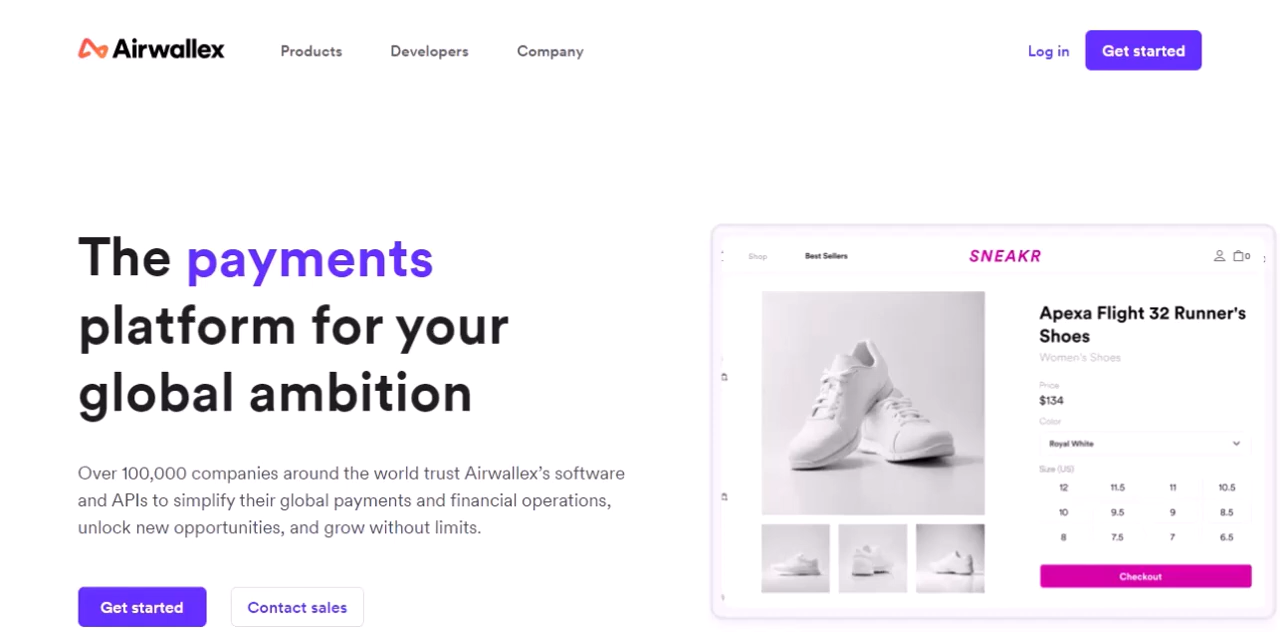 Airwallex
Products
Developers
Company
Log in
Get started
The payments
platform for your
global ambition
Over 100,000 companies around the world trust Airwallex’s software
and APIs to simplify their global payments and financial operations,
unlock new opportunities, and grow without limits.
Get started
Contact sales
Shop
Best Sellers
SNEAKR
0
Apexa Flight 32 Runner's
Shoes
Women's Shoes
Price
$134
Color
Royal White
Size (US)
12 11.5 11 10.5
10 9.5 9 8.5
8 7.5 7 6.5
Checkout